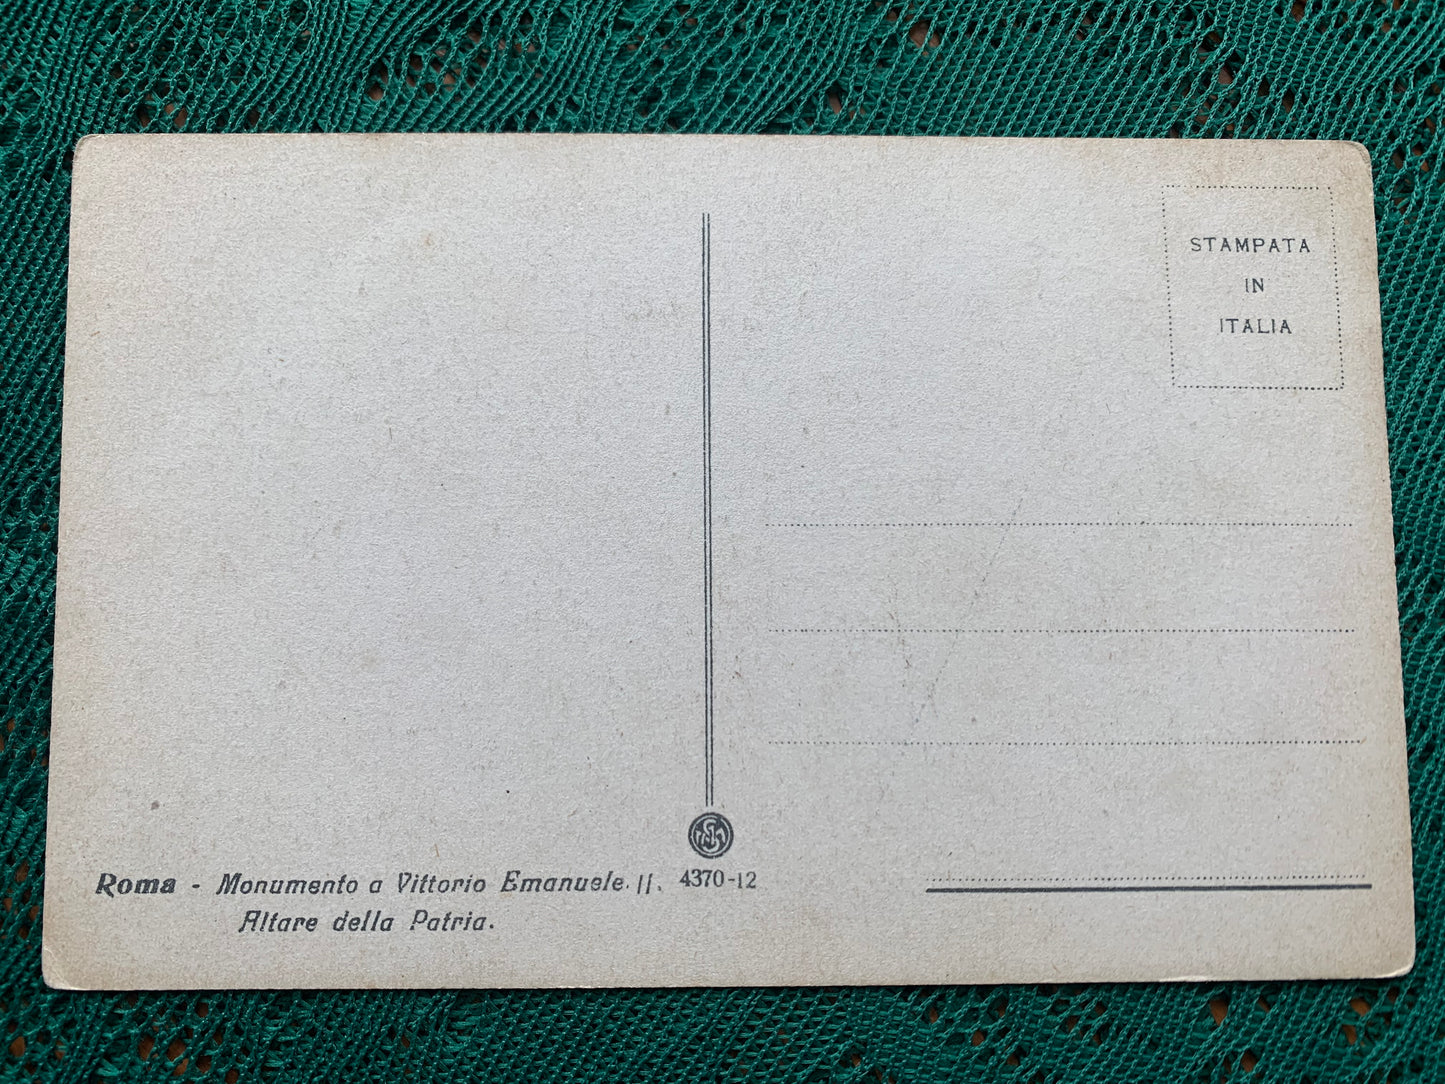 STAMPATA
IN
ITALIA
Roma - Monumento a Vittorio Emanuele. II. 4370-12
Altare della Patria.